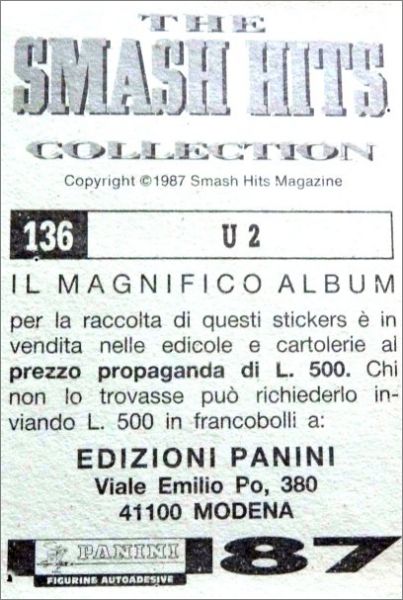 THE
SMASH HITS
COLLECTION
Copyright ©1987 Smash Hits Magazine
136 U 2
IL MAGNIFICO ALBUM
per la raccolta di questi stickers è in
vendita nelle edicole e cartolerie al
prezzo propaganda di L. 500. Chi
non lo trovasse può richiederlo in-
viando L. 500 in francobolli a:
EDIZIONI PANINI
Viale Emilio Po, 380
41100 MODENA
PANINI 87
FIGURINE AUTOADESIVE